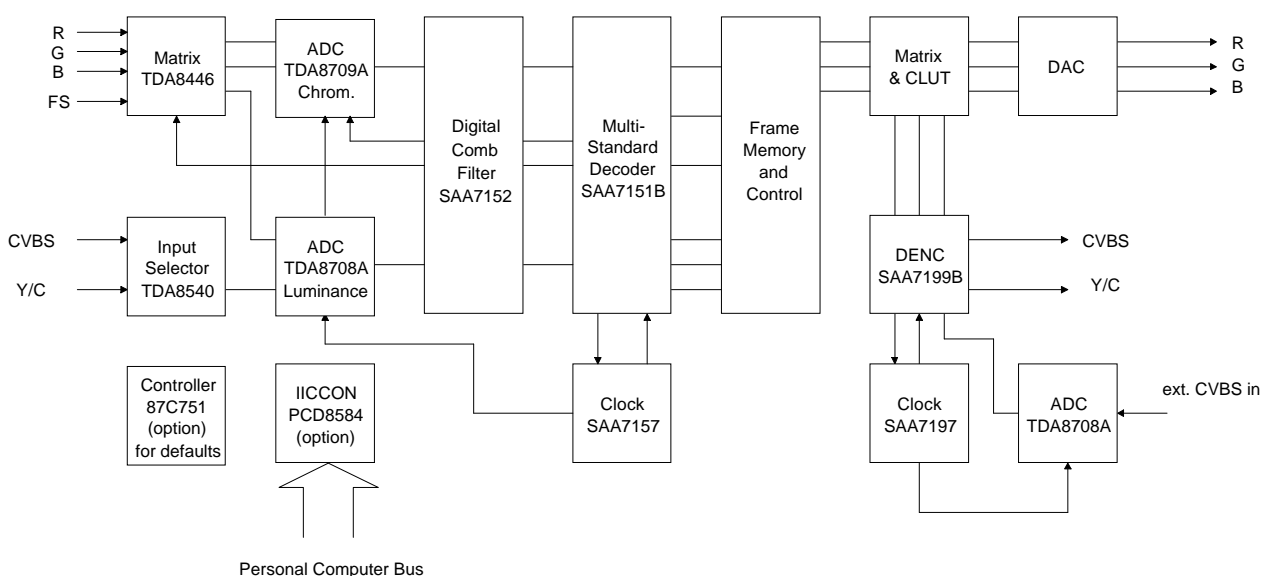 R
G
B
FS
Matrix
TDA8446
ADC
TDA8709A
Chrom.
Digital
Comb
Filter
SAA7152
Multi-
Standard
Decoder
SAA7151B
Frame
Memory
and
Control
Matrix
& CLUT
DAC
R
G
B
CVBS
Y/C
Input
Selector
TDA8540
ADC
TDA8708A
Luminance
DENC
SAA7199B
CVBS
Y/C
Controller
87C751
(option)
for defaults
IICCON
PCD8584
(option)
Clock
SAA7157
Clock
SAA7197
ADC
TDA8708A
ext. CVBS in
Personal Computer Bus